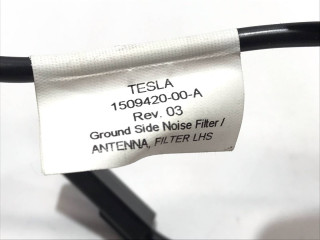 TESLA
1509420-00-A
Rev. 03
Ground Side Noise Filter /
ANTENNA, FILTER LHS